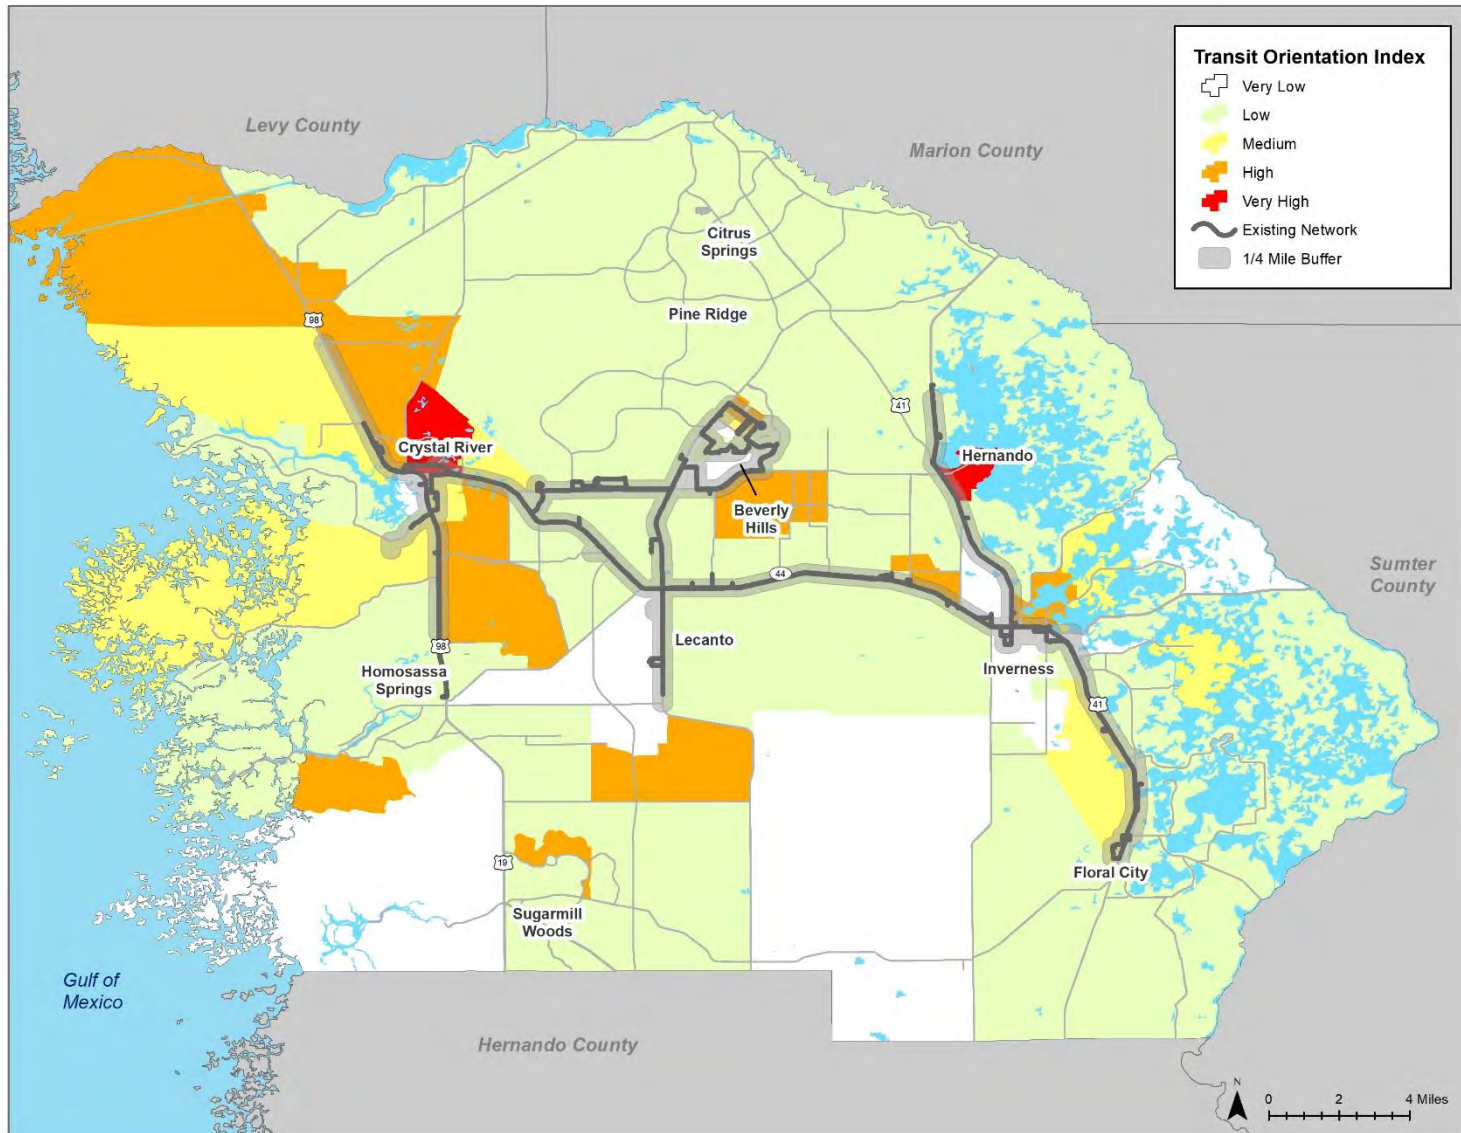 Transit Orientation Index
Very Low
Low
Medium
High
Very High
Existing Network
1/4 Mile Buffer
Levy County
Marion County
Citrus
Springs
Pine Ridge
98
41
Crystal River
Hernando
Beverly
Hills
44
Sumter
County
98
Lecanto
Homosassa
Springs
Inverness
41
19
Floral City
Sugarmill
Woods
Gulf of
Mexico
Hernando County
N
0 2 4 Miles